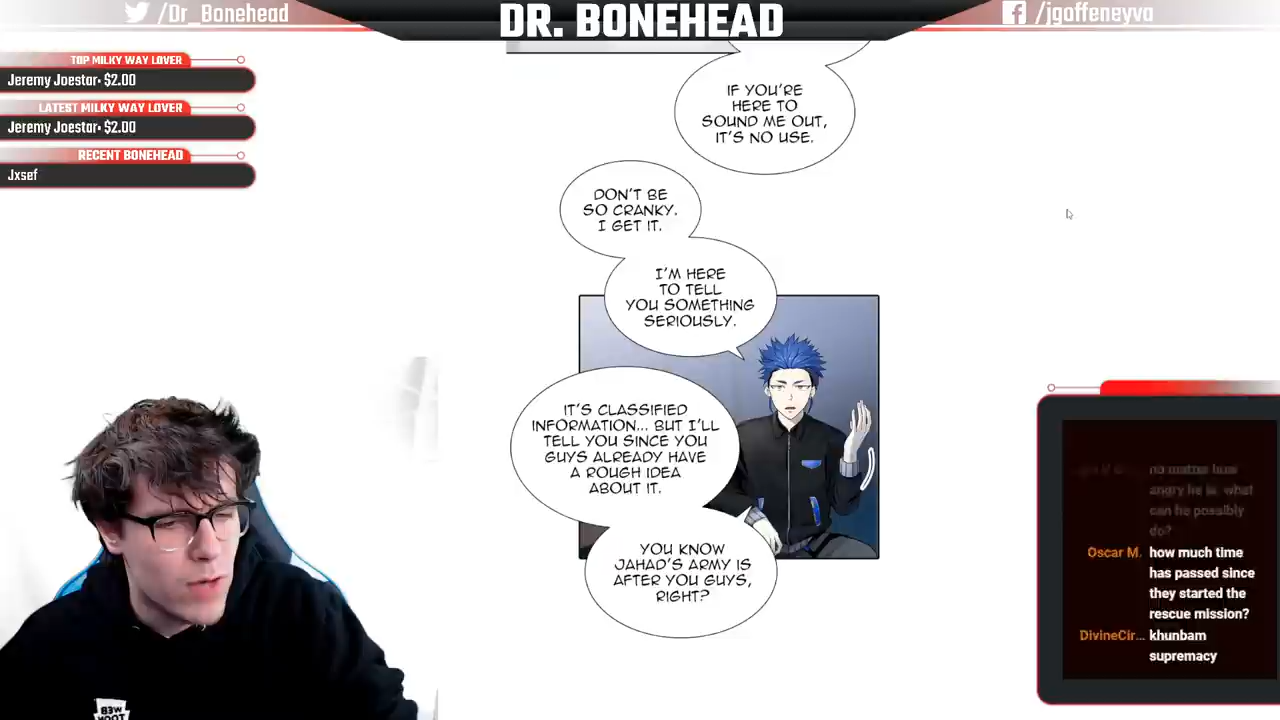 /Dr_Bonehead
DR. BONEHEAD
/jgoffeneyva
TOP MILKY WAY LOVER
Jeremy Joestar• $2.00
LATEST MILKY WAY LOVER
Jeremy Joestar• $2.00
RECENT BONEHEAD
Jxsef
IF YOU'RE
HERE TO
SOUND ME OUT,
IT'S NO USE.
DON'T BE
SO CRANKY.
I GET IT.
I'M HERE
TO TELL
YOU SOMETHING
SERIOUSLY.
IT'S CLASSIFIED
INFORMATION... BUT I'LL
TELL YOU SINCE YOU
GUYS ALREADY HAVE
A ROUGH IDEA
ABOUT IT.
YOU KNOW
JAHAD'S ARMY IS
AFTER YOU GUYS,
RIGHT?
no matter how
angry he is, what
can he possibly
do?
Oscar M. how much time
has passed since
they started the
rescue mission?
DivineCir... khunbam
supremacy